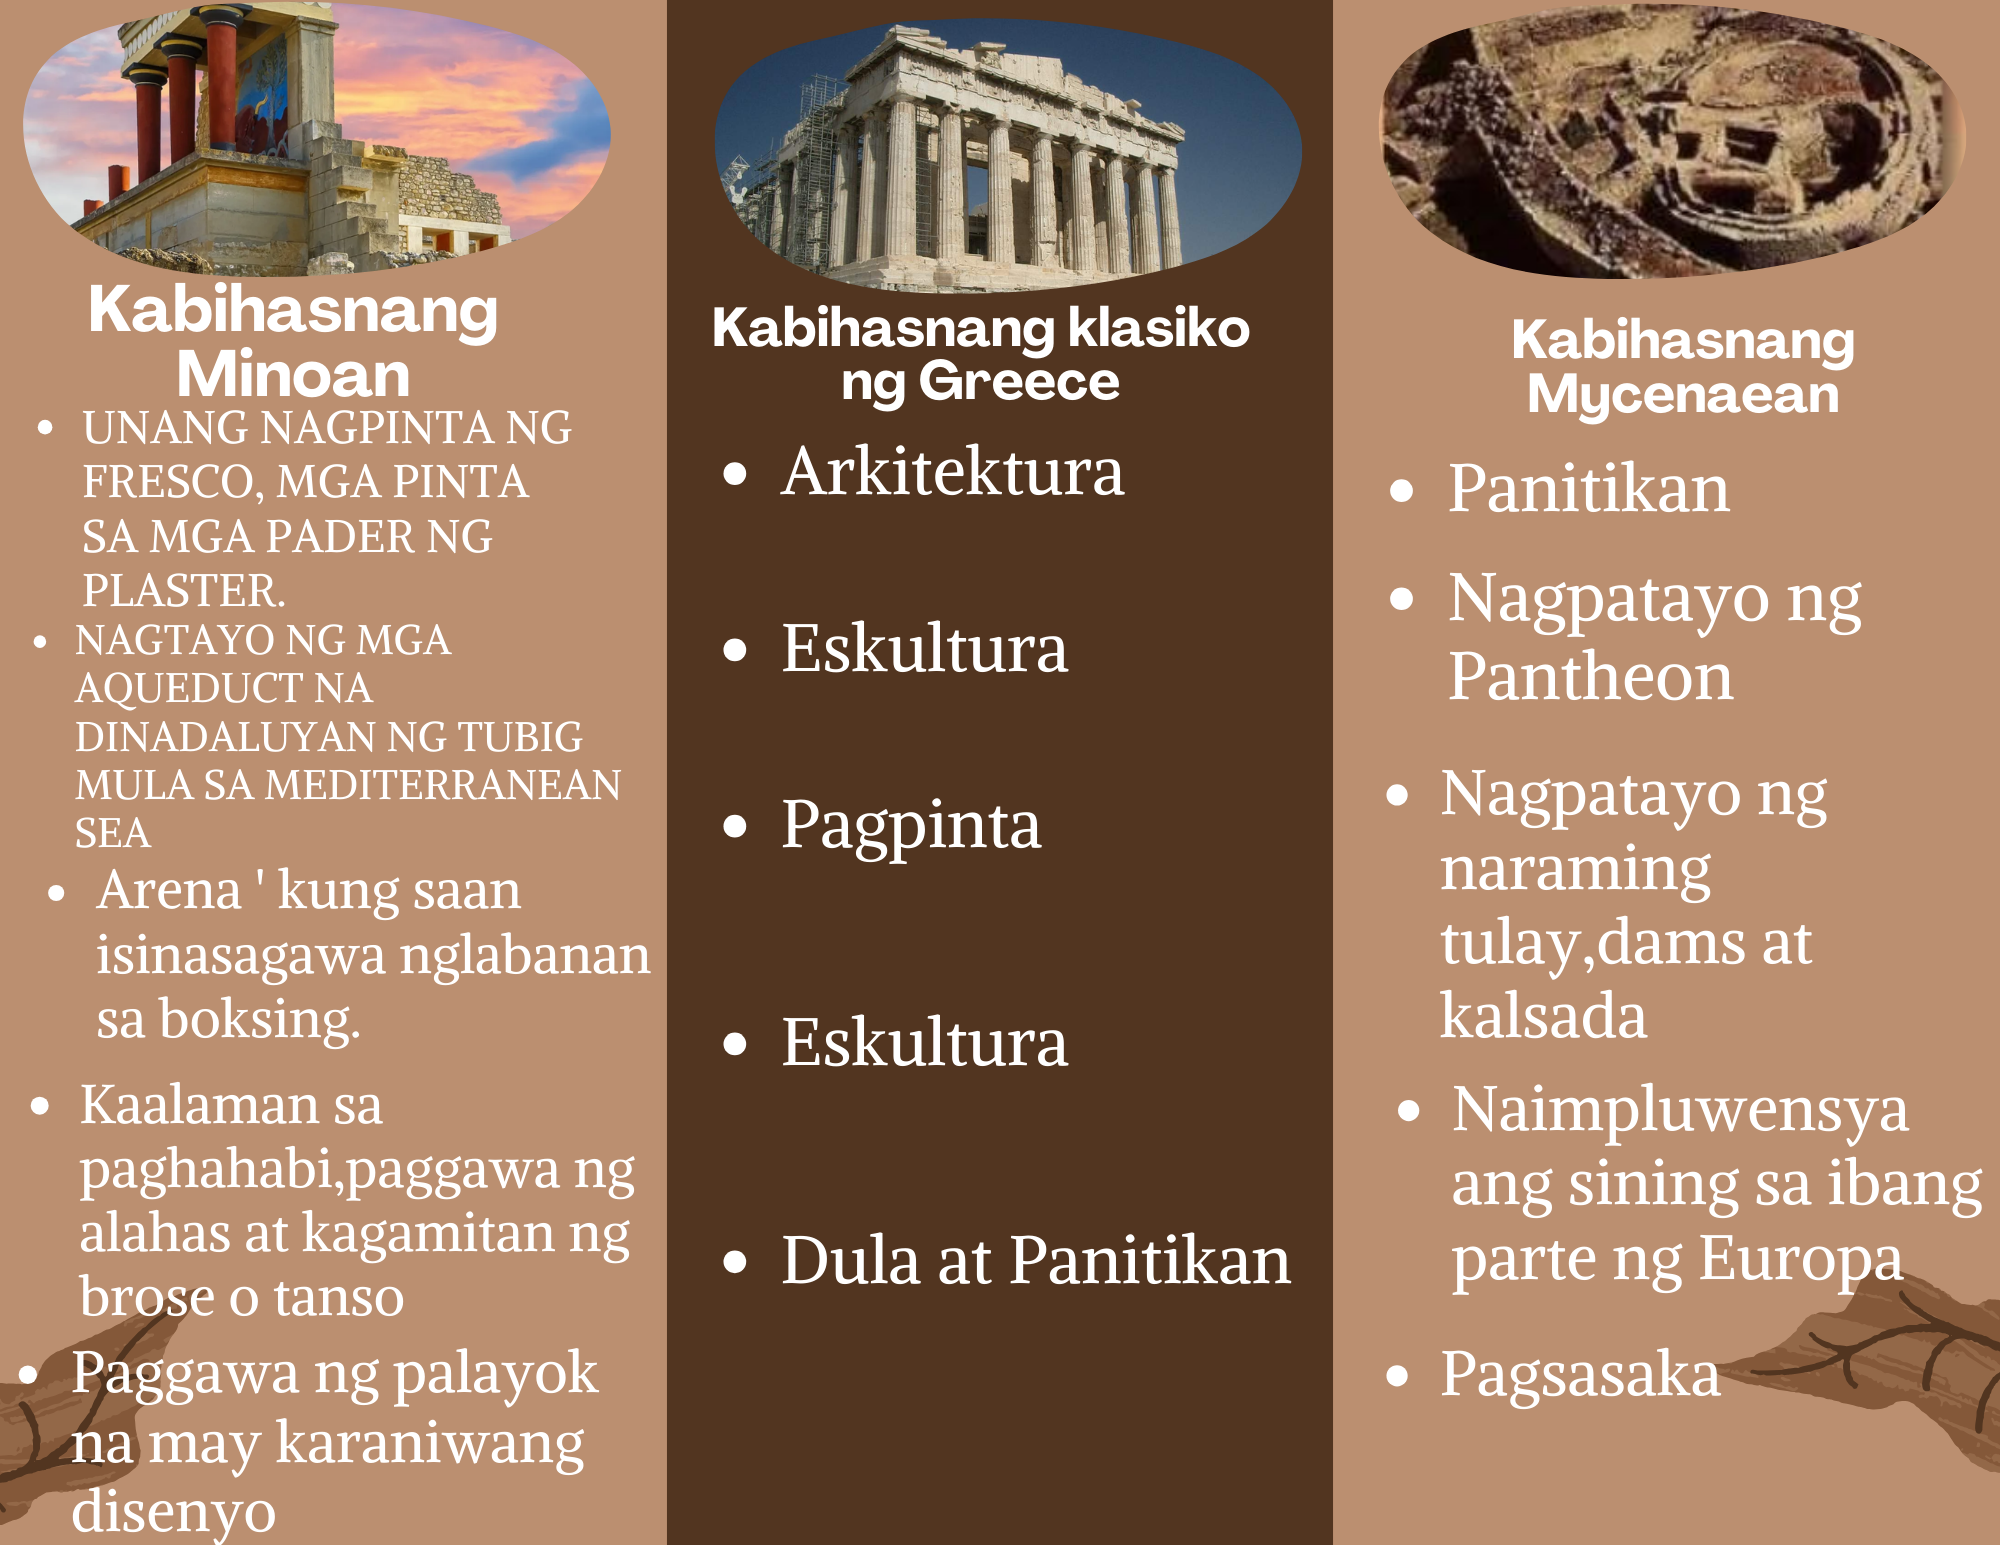 Kabihasnang
Minoan
• UNANG NAGPINTA NG
FRESCO, MGA PINTA
SA MGA PADER NG
PLASTER.
• NAGTAYO NG MGA
AQUEDUCT NA
DINADALUYAN NG TUBIG
MULA SA MEDITERRANEAN
SEA
• Arena ' kung saan
isinasagawa nglabanan
sa boksing.
• Kaalaman sa
paghahabi,paggawa ng
alahas at kagamitan ng
brose o tanso
• Paggawa ng palayok
na may karaniwang
disenyo
Kabihasnang klasiko
ng Greece
• Arkitektura
• Eskultura
• Pagpinta
• Eskultura
• Dula at Panitikan
Kabihasnang
Mycenaean
• Panitikan
• Nagpatayo ng
Pantheon
• Nagpatayo ng
naraming
tulay,dams at
kalsada
• Naimpluwensya
ang sining sa ibang
parte ng Europa
• Pagsasaka